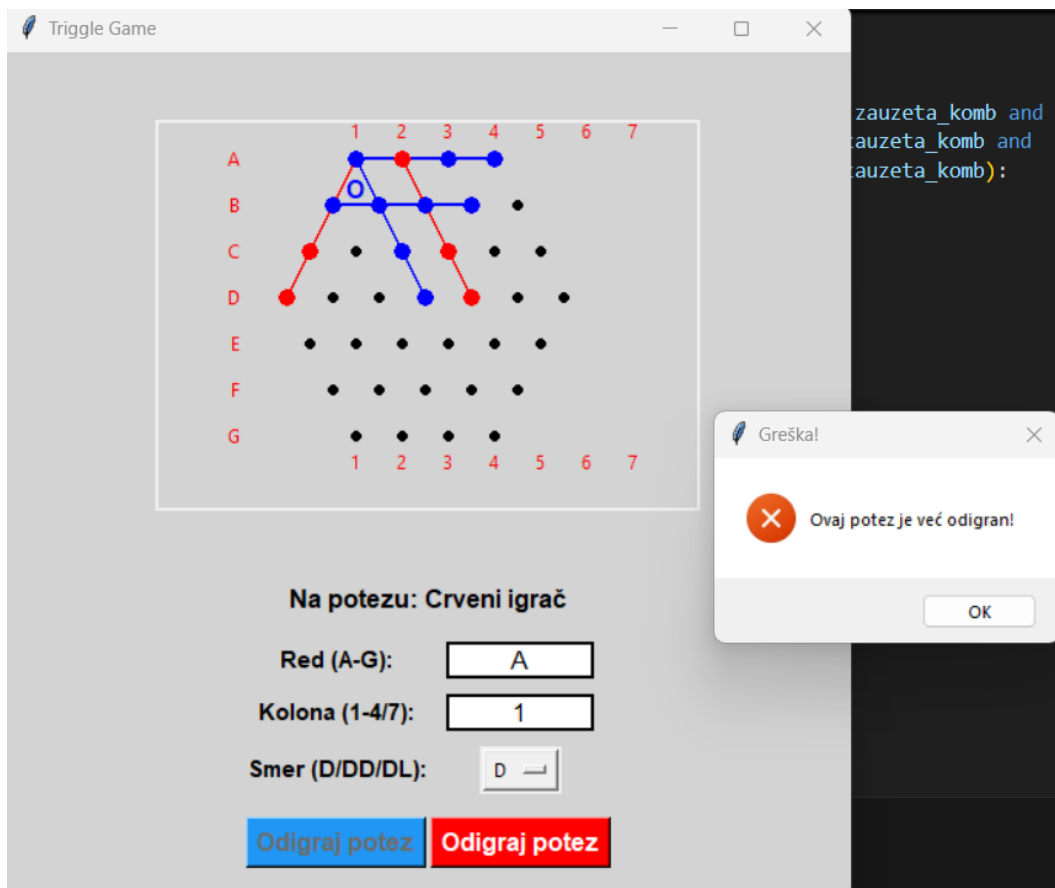 Triggle Game
zauzeta_komb and
zauzeta_komb and
zauzeta_komb):
1 2 3 4 5 6 7
A
O
B
C
D
E
F
G
1 2 3 4 5 6 7
Greška!
Ovaj potez je već odigran!
OK
Na potezu: Crveni igrač
Red (A-G): A
Kolona (1-4/7): 1
Smer (D/DD/DL): D
Odigraj potez Odigraj potez